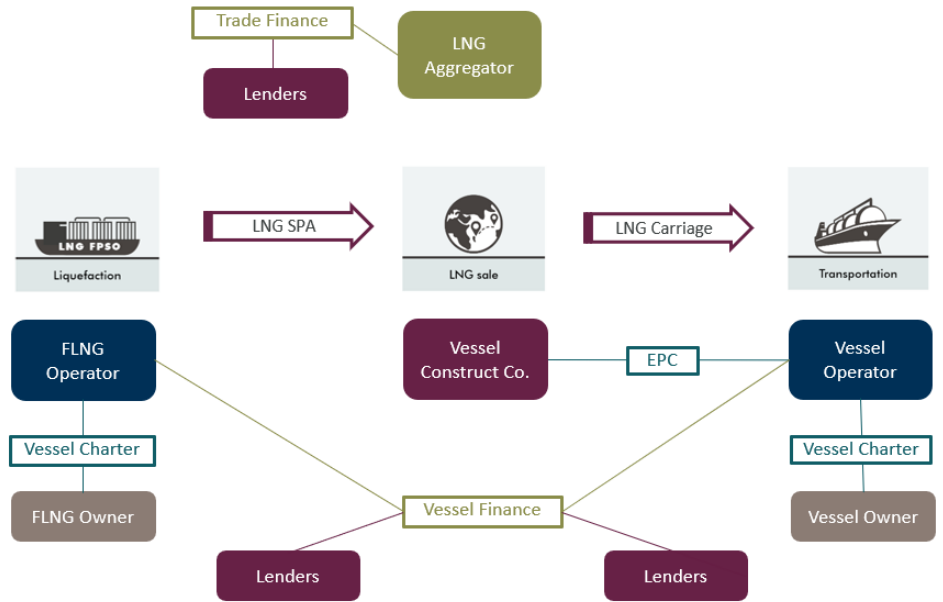 Trade Finance
LNG
Aggregator
Lenders
LNG FPSO
Liquefaction
LNG SPA
LNG sale
LNG Carriage
Transportation
FLNG
Operator
Vessel
Construct Co.
EPC
Vessel
Operator
Vessel Charter
Vessel Charter
FLNG Owner
Vessel Finance
Vessel Owner
Lenders
Lenders